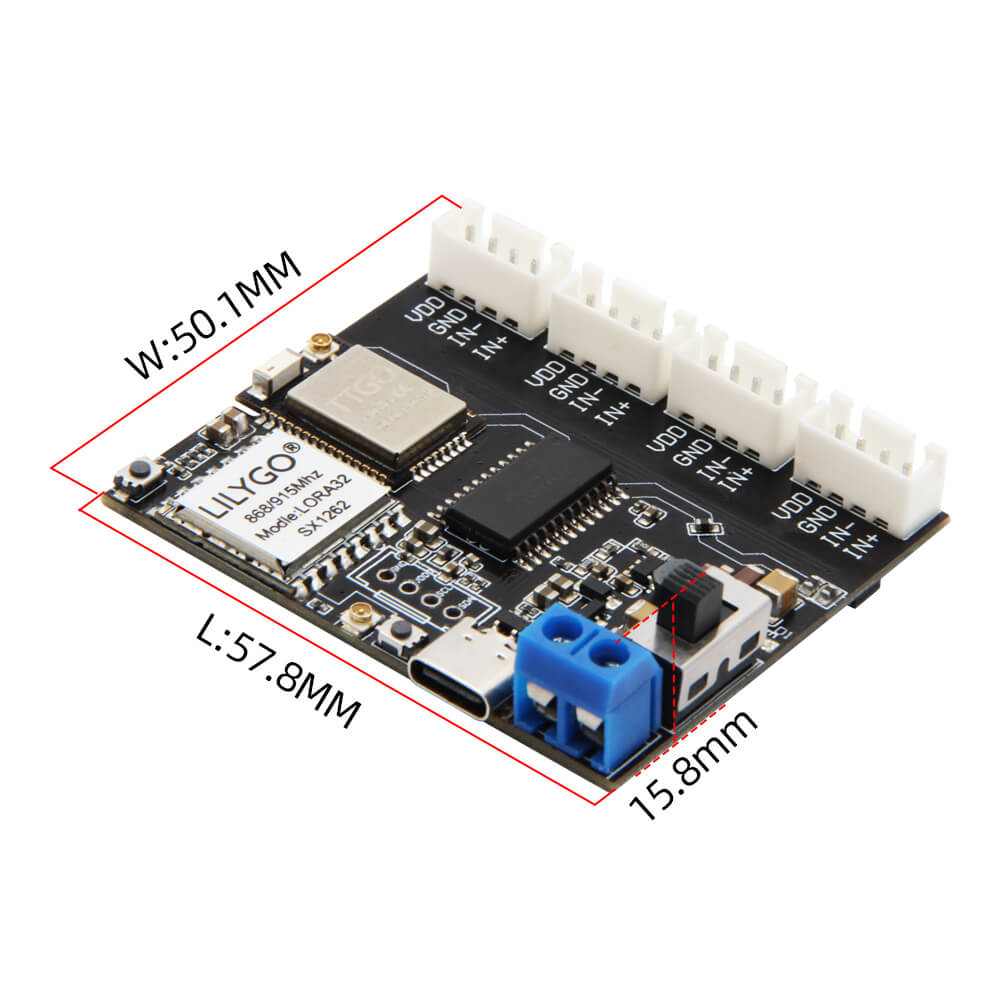 W:50.1MM
VDD
GND
IN-
IN+
VDD
GND
IN-
IN+
VDD
GND
IN-
IN+
VDD
GND
IN-
IN+
TTGO
LILYGO®
868/915Mhz
Modle:LORA32
SX1262
L:57.8MM
15.8mm